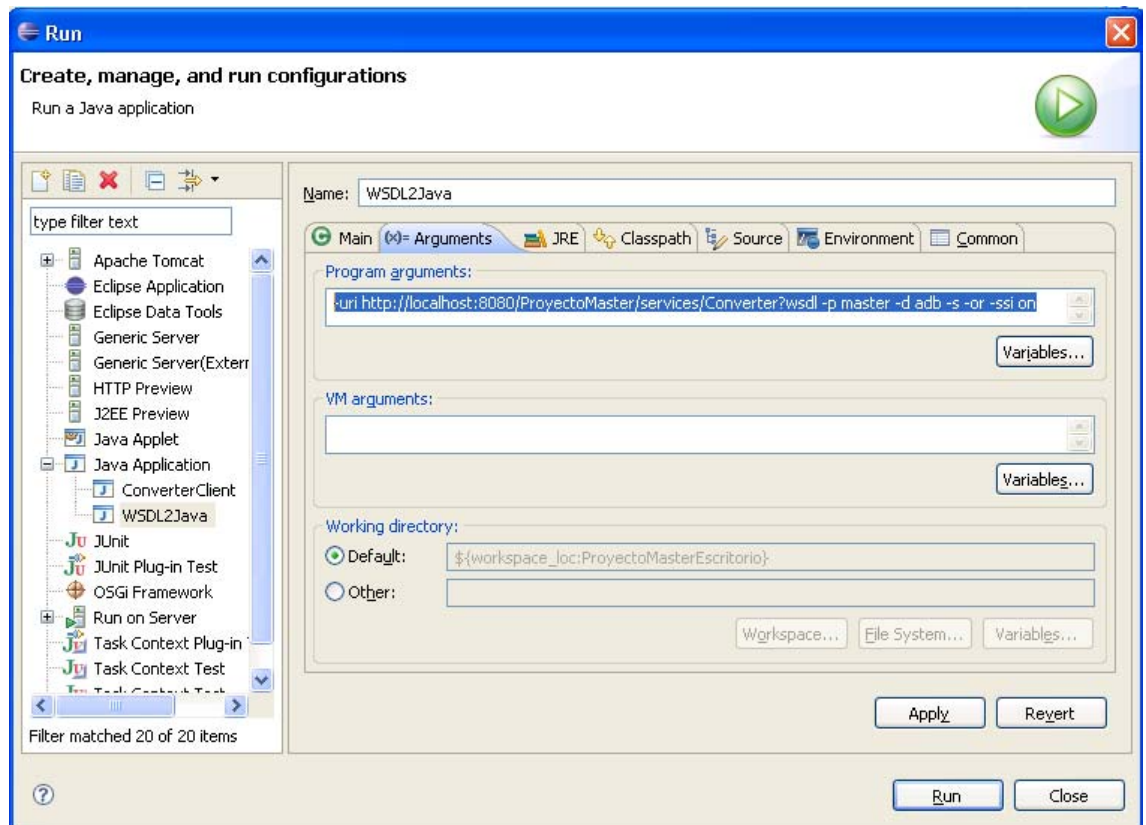 Run
Create, manage, and run configurations
Run a Java application
type filter text
Apache Tomcat
Eclipse Application
Eclipse Data Tools
Generic Server
Generic Server(Extern
HTTP Preview
J2EE Preview
Java Applet
Java Application
ConverterClient
WSDL2Java
JUnit
JUnit Plug-in Test
OSGi Framework
Run on Server
Task Context Plug-in
Task Context Test
Task Context Test
Filter matched 20 of 20 items
Name: WSDL2Java
Main (x)= Arguments JRE Classpath Source Environment Common
Program arguments:
-uri http://localhost:8080/ProyectoMaster/services/Converter?wsdl -p master -d adb -s -or -ssi on
Variables...
VM arguments:
Variables...
Working directory:
Default: ${workspace_loc:ProyectoMasterEscritorio}
Other:
Workspace... File System... Variables...
Apply Revert
Run Close